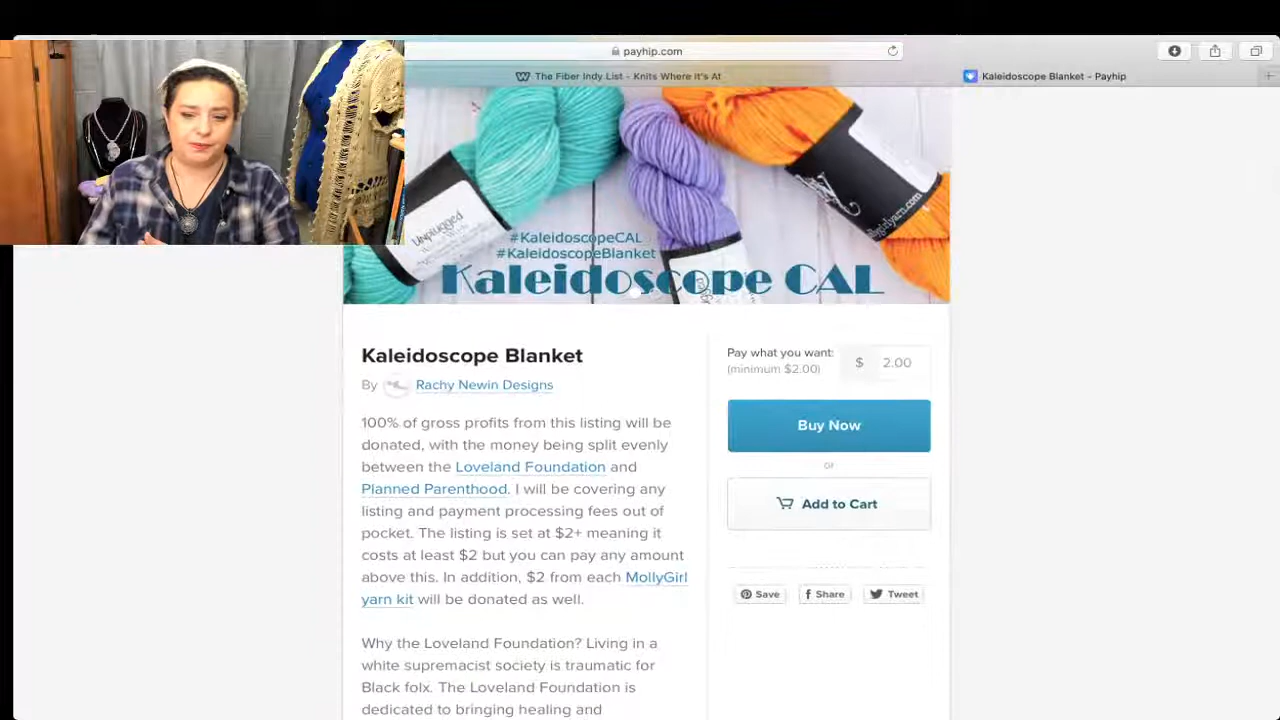 payhip.com
The Fiber Indy List - Knits Where It's At
Kaleidoscope Blanket - Payhip
Unplugged
#KaleidoscopeCAL
#KaleidoscopeBlanket
Kaleidoscope CAL
Kaleidoscope Blanket
By Rachy Newin Designs
100% of gross profits from this listing will be
donated, with the money being split evenly
between the Loveland Foundation and
Planned Parenthood. I will be covering any
listing and payment processing fees out of
pocket. The listing is set at $2+ meaning it
costs at least $2 but you can pay any amount
above this. In addition, $2 from each MollyGirl
yarn kit will be donated as well.
Why the Loveland Foundation? Living in a
white supremacist society is traumatic for
Black folx. The Loveland Foundation is
dedicated to bringing healing and
Pay what you want:
(minimum $2.00)
$ 2.00
Buy Now
or
Add to Cart
Save
Share
Tweet